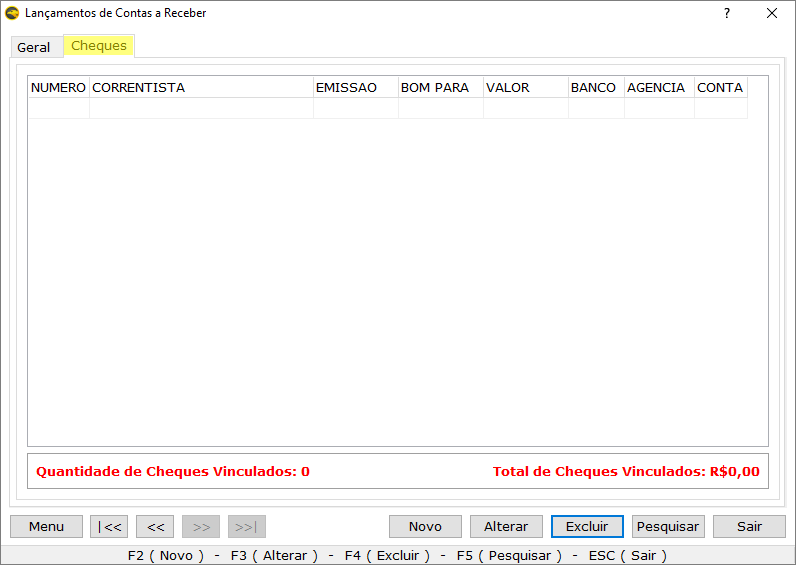 Lançamentos de Contas a Receber ?
Geral Cheques
NUMERO CORRENTISTA EMISSAO BOM PARA VALOR BANCO AGENCIA CONTA
Quantidade de Cheques Vinculados: 0 Total de Cheques Vinculados: R$0,00
Menu |<< << >> >>| Novo Alterar Excluir Pesquisar Sair
F2 ( Novo ) - F3 ( Alterar ) - F4 ( Excluir ) - F5 ( Pesquisar ) - ESC ( Sair )